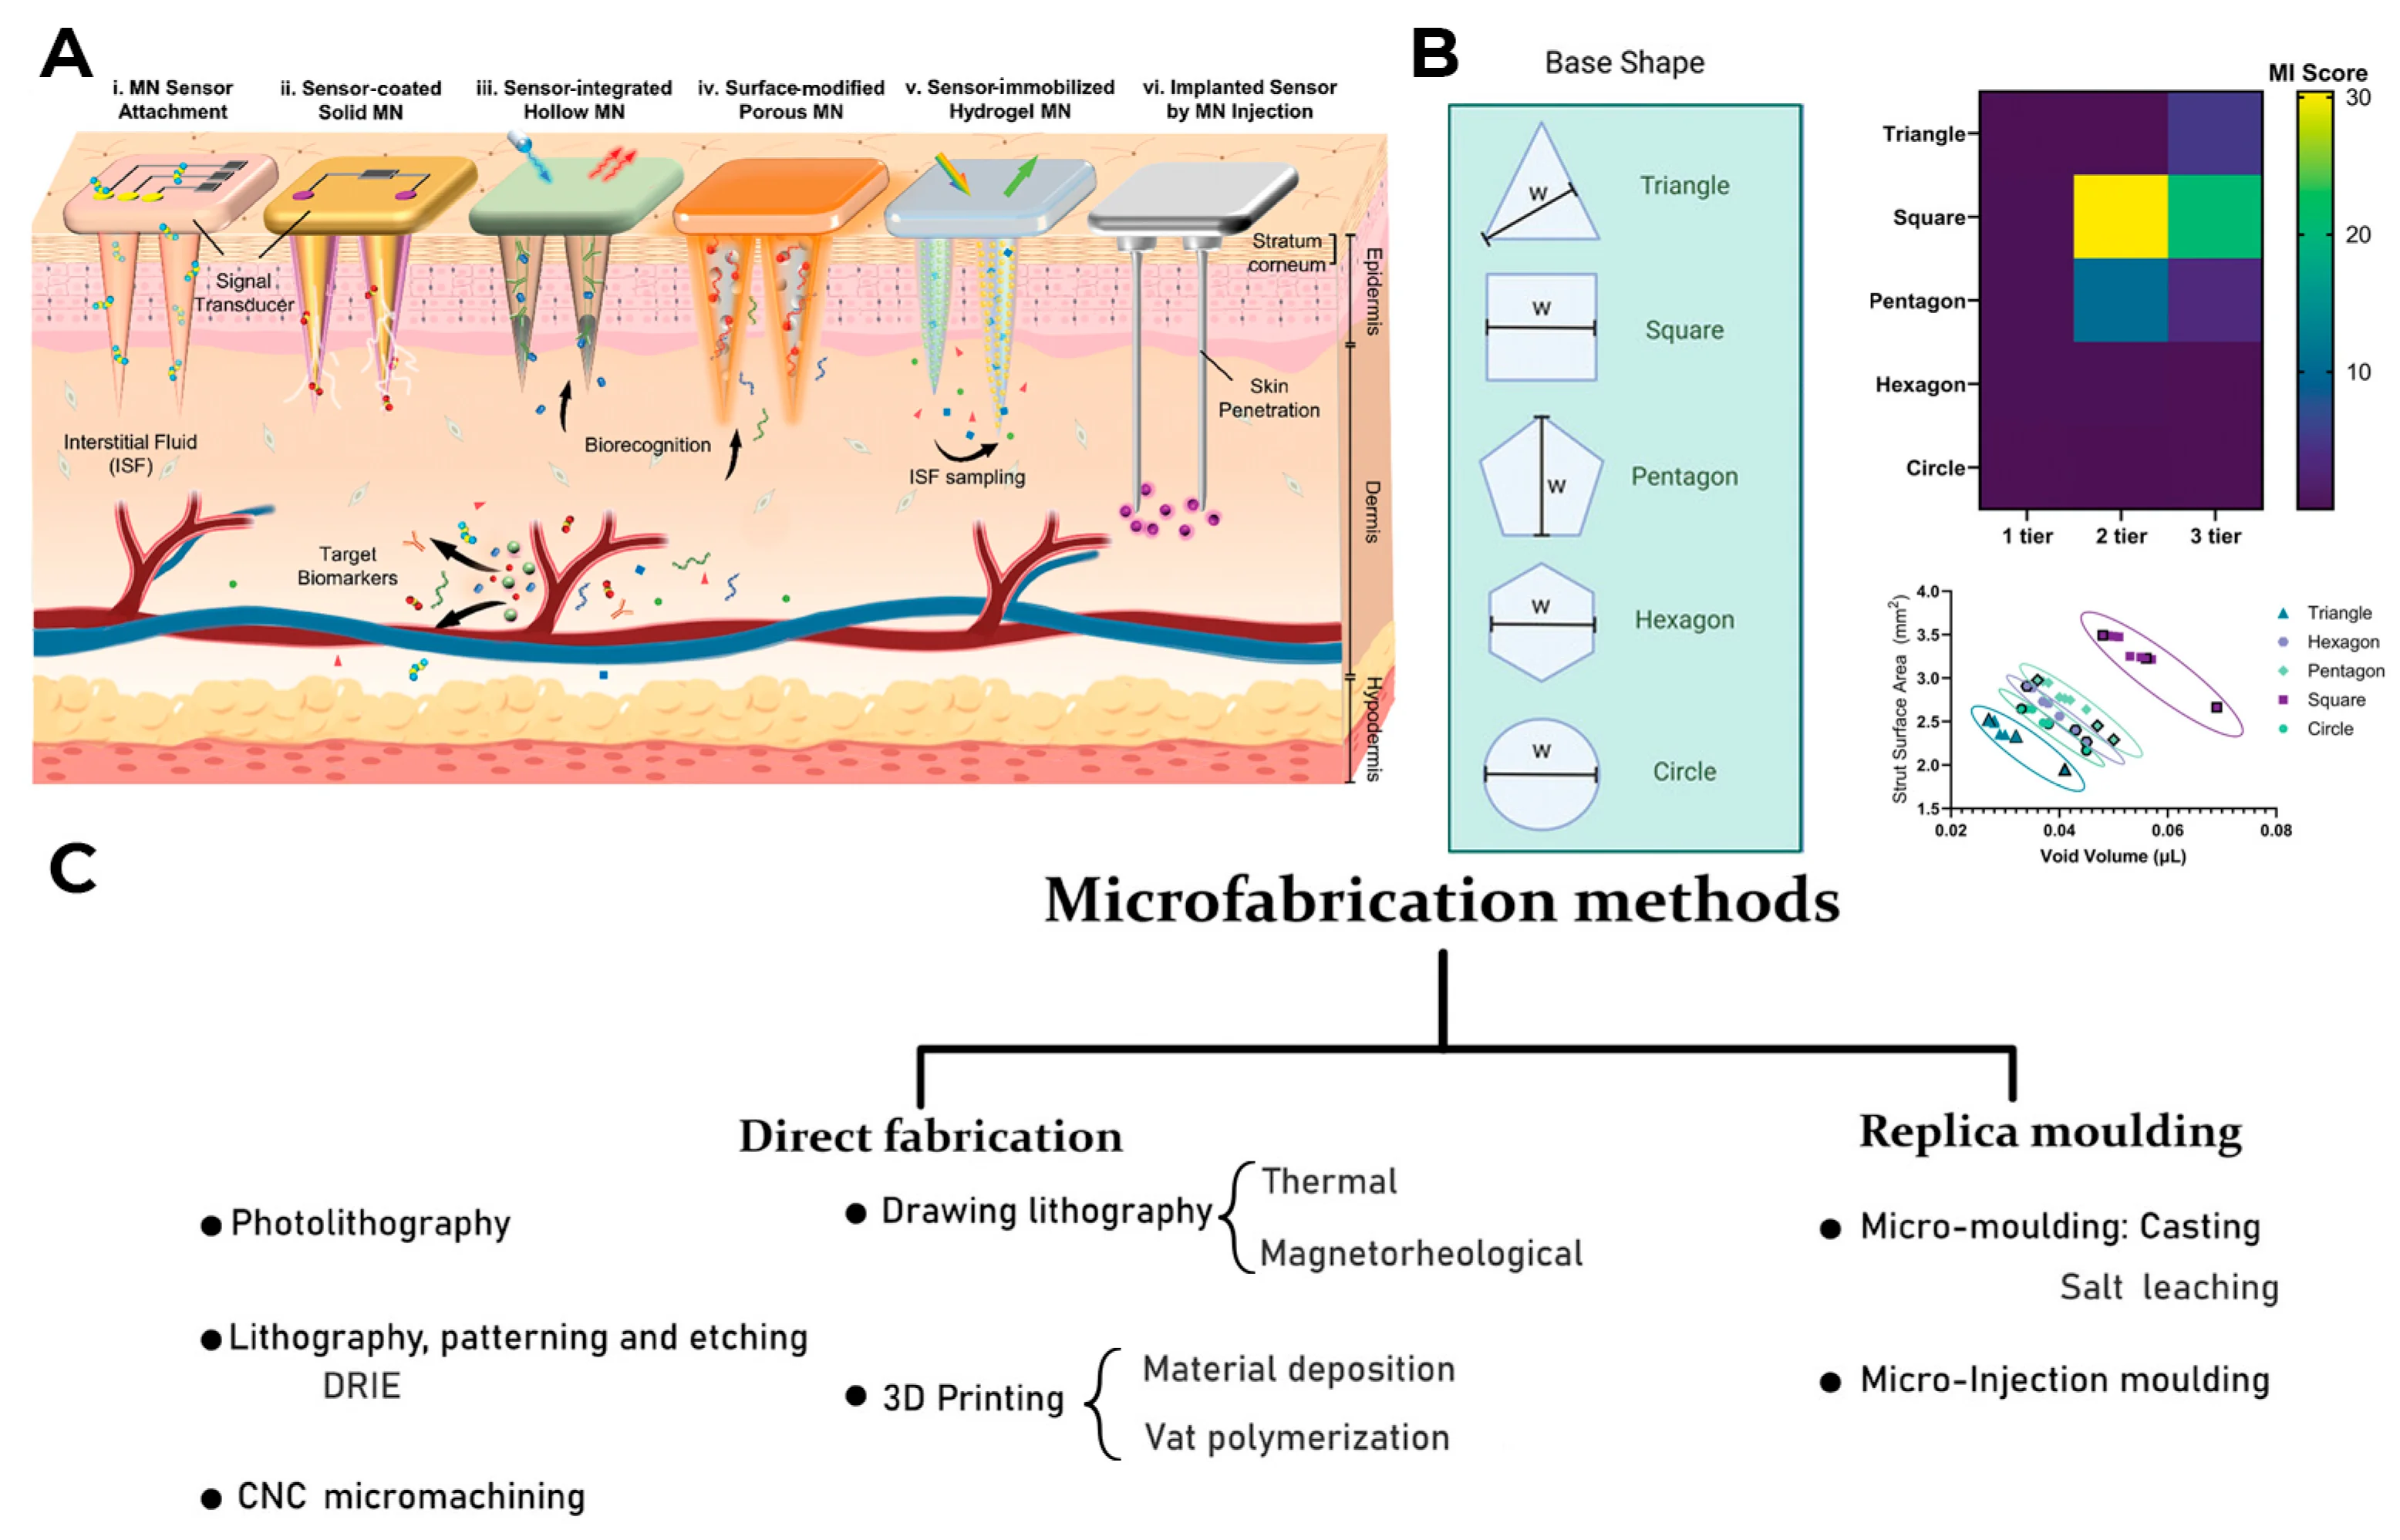 A
i. MN Sensor
Attachment
ii. Sensor-coated
Solid MN
iii. Sensor-integrated
Hollow MN
iv. Surface-modified
Porous MN
v. Sensor-immobilized
Hydrogel MN
vi. Implanted Sensor
by MN Injection
Signal
Transducer
Stratum
corneum
Epidermis
Skin
Penetration
Interstitial Fluid
(ISF)
Biorecognition
ISF sampling
Dermis
Target
Biomarkers
Hypodermis
B
Base Shape
W
Triangle
W
Square
W
Pentagon
W
Hexagon
W
Circle
MI Score
30
20
10
Triangle
Square
Pentagon
Hexagon
Circle
1 tier
2 tier
3 tier
Strut Surface Area (mm²)
4.0
3.5
3.0
2.5
2.0
1.5
0.02
0.04
0.06
0.08
Void Volume (µL)
Triangle
Hexagon
Pentagon
Square
Circle
C
Microfabrication methods
Direct fabrication
Photolithography
Lithography, patterning and etching
DRIE
CNC micromachining
Drawing lithography
Thermal
Magnetorheological
3D Printing
Material deposition
Vat polymerization
Replica moulding
Micro-moulding: Casting
Salt leaching
Micro-Injection moulding